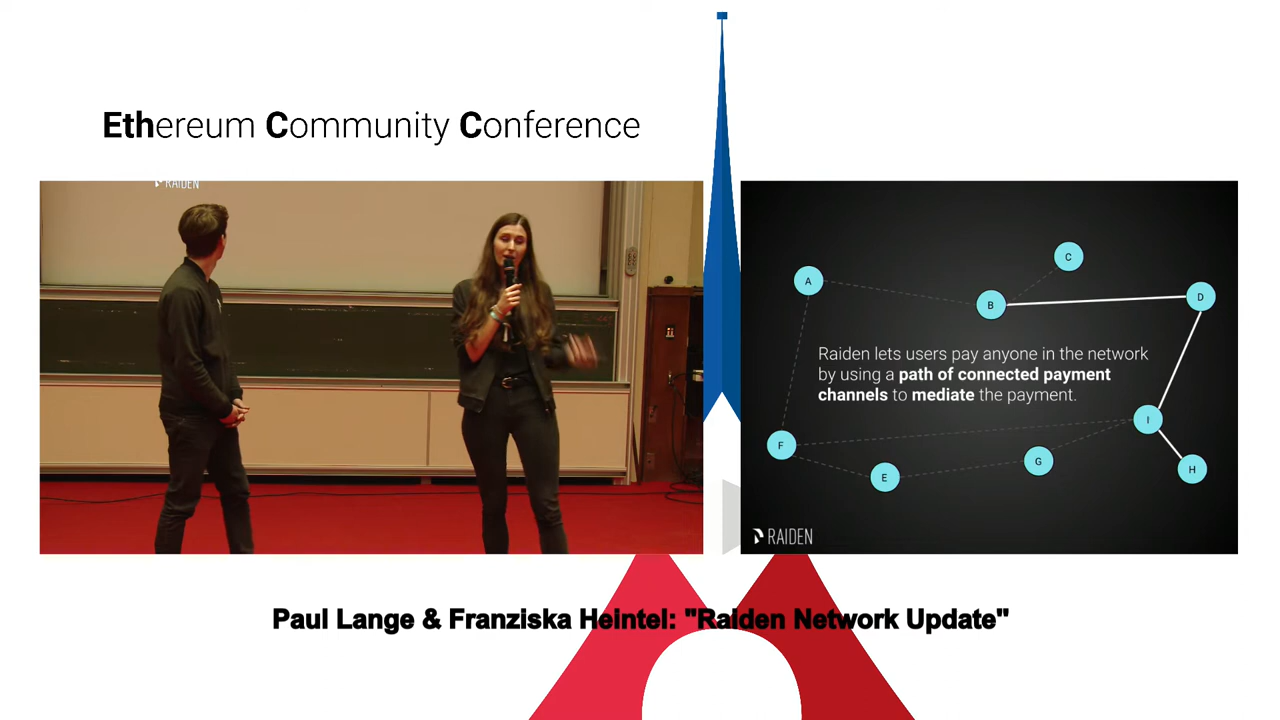 Ethereum Community Conference
RAIDEN
A
B
C
D
Raiden lets users pay anyone in the network
by using a path of connected payment
channels to mediate the payment.
F
E
G
I
H
RAIDEN
Paul Lange & Franziska Heintel: "Raiden Network Update"